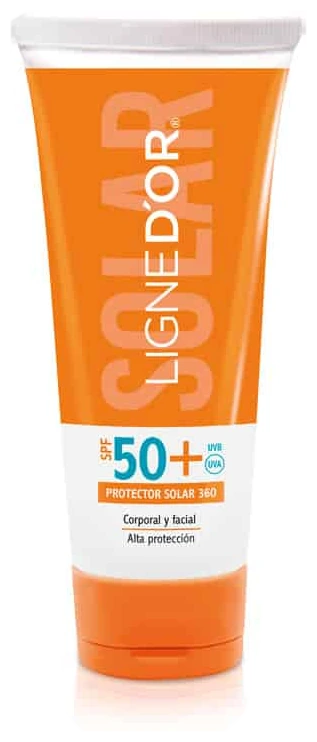 SOLAR
LIGNE D'OR®
SPF 50+ UVB
UVA
PROTECTOR SOLAR 360
Corporal y facial
Alta protección